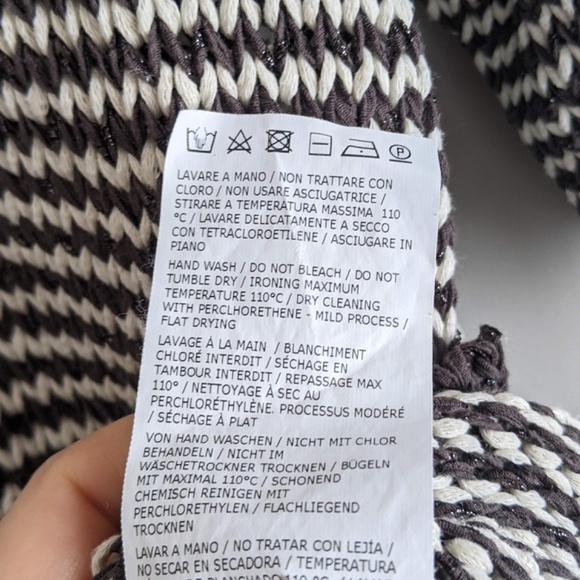 P
LAVARE A MANO / NON TRATTARE CON
CLORO / NON USARE ASCIUGATRICE /
STIRARE A TEMPERATURA MASSIMA 110
°C / LAVARE DELICATAMENTE A SECCO
CON TETRACLOROETILENE / ASCIUGARE IN
PIANO
HAND WASH / DO NOT BLEACH / DO NOT
TUMBLE DRY / IRONING MAXIMUM
TEMPERATURE 110°C / DRY CLEANING
WITH PERCLHORETHENE - MILD PROCESS /
FLAT DRYING
LAVAGE À LA MAIN / BLANCHIMENT
CHLORÉ INTERDIT / SÉCHAGE EN
TAMBOUR INTERDIT / REPASSAGE MAX
110° / NETTOYAGE À SEC AU
PERCHLORÉTHYLÈNE. PROCESSUS MODÉRÉ
/ SÉCHAGE À PLAT
VON HAND WASCHEN / NICHT MIT CHLOR
BEHANDELN / NICHT IM
WASCHETROCKNER TROCKNEN / BÜGELN
MIT MAXIMAL 110°C / SCHONEND
CHEMISCH REINIGEN MIT
PERCHLORETHYLEN / FLACHLIEGEND
TROCKNEN
LAVAR A MANO / NO TRATAR CON LEJÍA /
NO SECAR EN SECADORA / TEMPERATURA